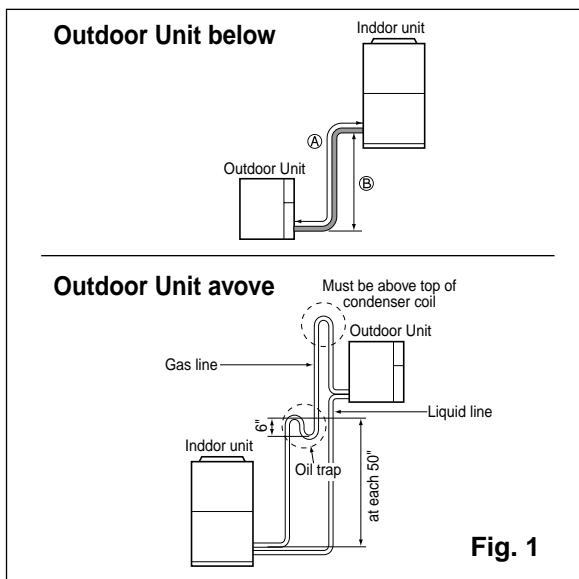 Outdoor Unit below
Inddor unit
Ⓐ
Outdoor Unit
Ⓑ
Outdoor Unit avove
Must be above top of
condenser coil
Outdoor Unit
Gas line
Liquid line
6"
Inddor unit
Oil trap
at each 50"
Fig. 1